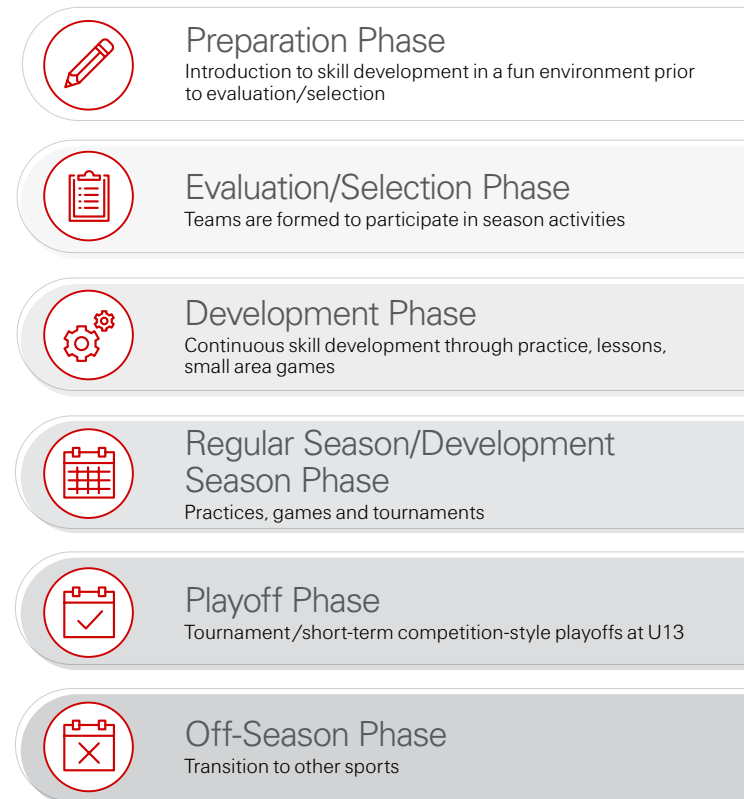 Preparation Phase
Introduction to skill development in a fun environment prior
to evaluation/selection
Evaluation/Selection Phase
Teams are formed to participate in season activities
Development Phase
Continuous skill development through practice, lessons,
small area games
Regular Season/Development
Season Phase
Practices, games and tournaments
Playoff Phase
Tournament/short-term competition-style playoffs at U13
Off-Season Phase
Transition to other sports